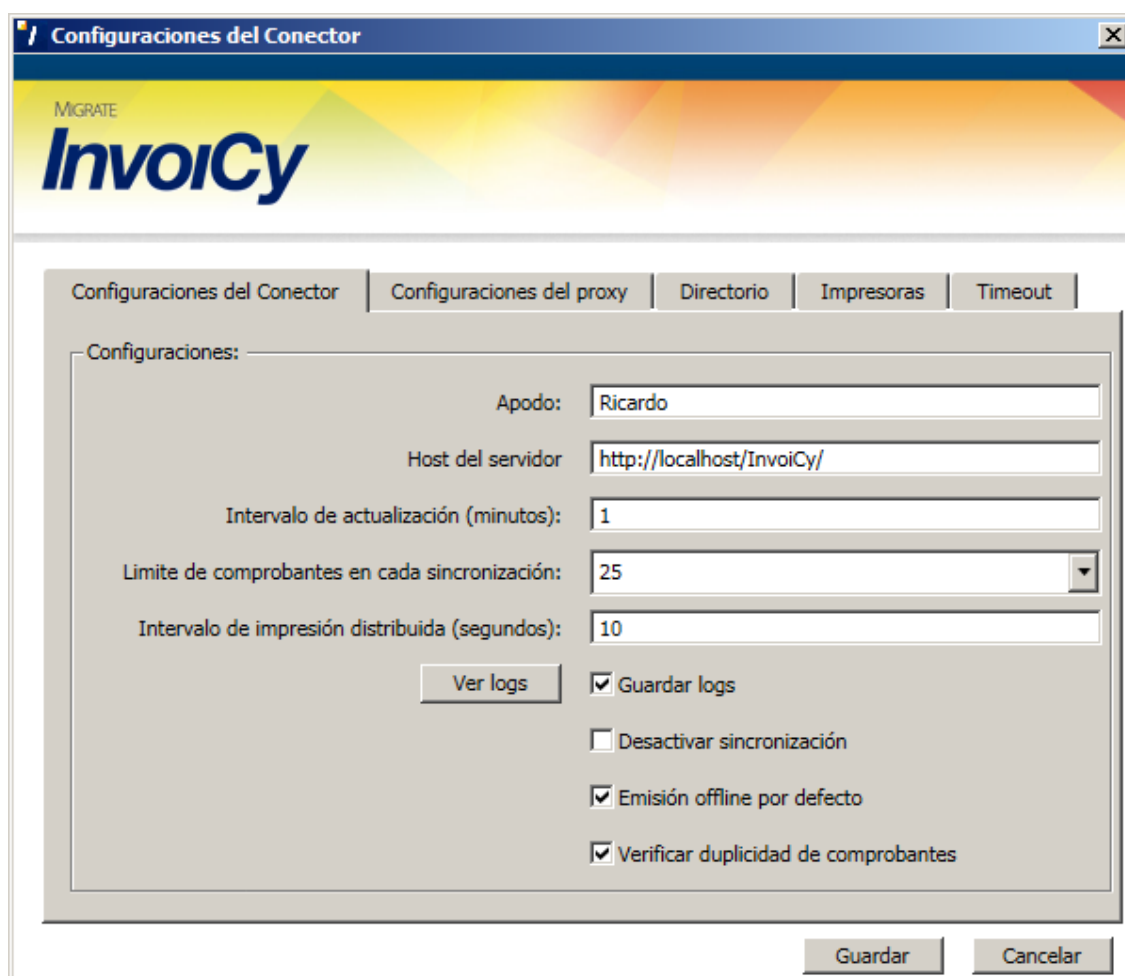 Configuraciones del Conector
MIGRATE
InvoiCy
Configuraciones del Conector Configuraciones del proxy Directorio Impresoras Timeout
Configuraciones:
Apodo: Ricardo
Host del servidor http://localhost/InvoiCy/
Intervalo de actualización (minutos): 1
Limite de comprobantes en cada sincronización: 25
Intervalo de impresión distribuida (segundos): 10
Ver logs Guardar logs
Desactivar sincronización
Emisión offline por defecto
Verificar duplicidad de comprobantes
Guardar Cancelar